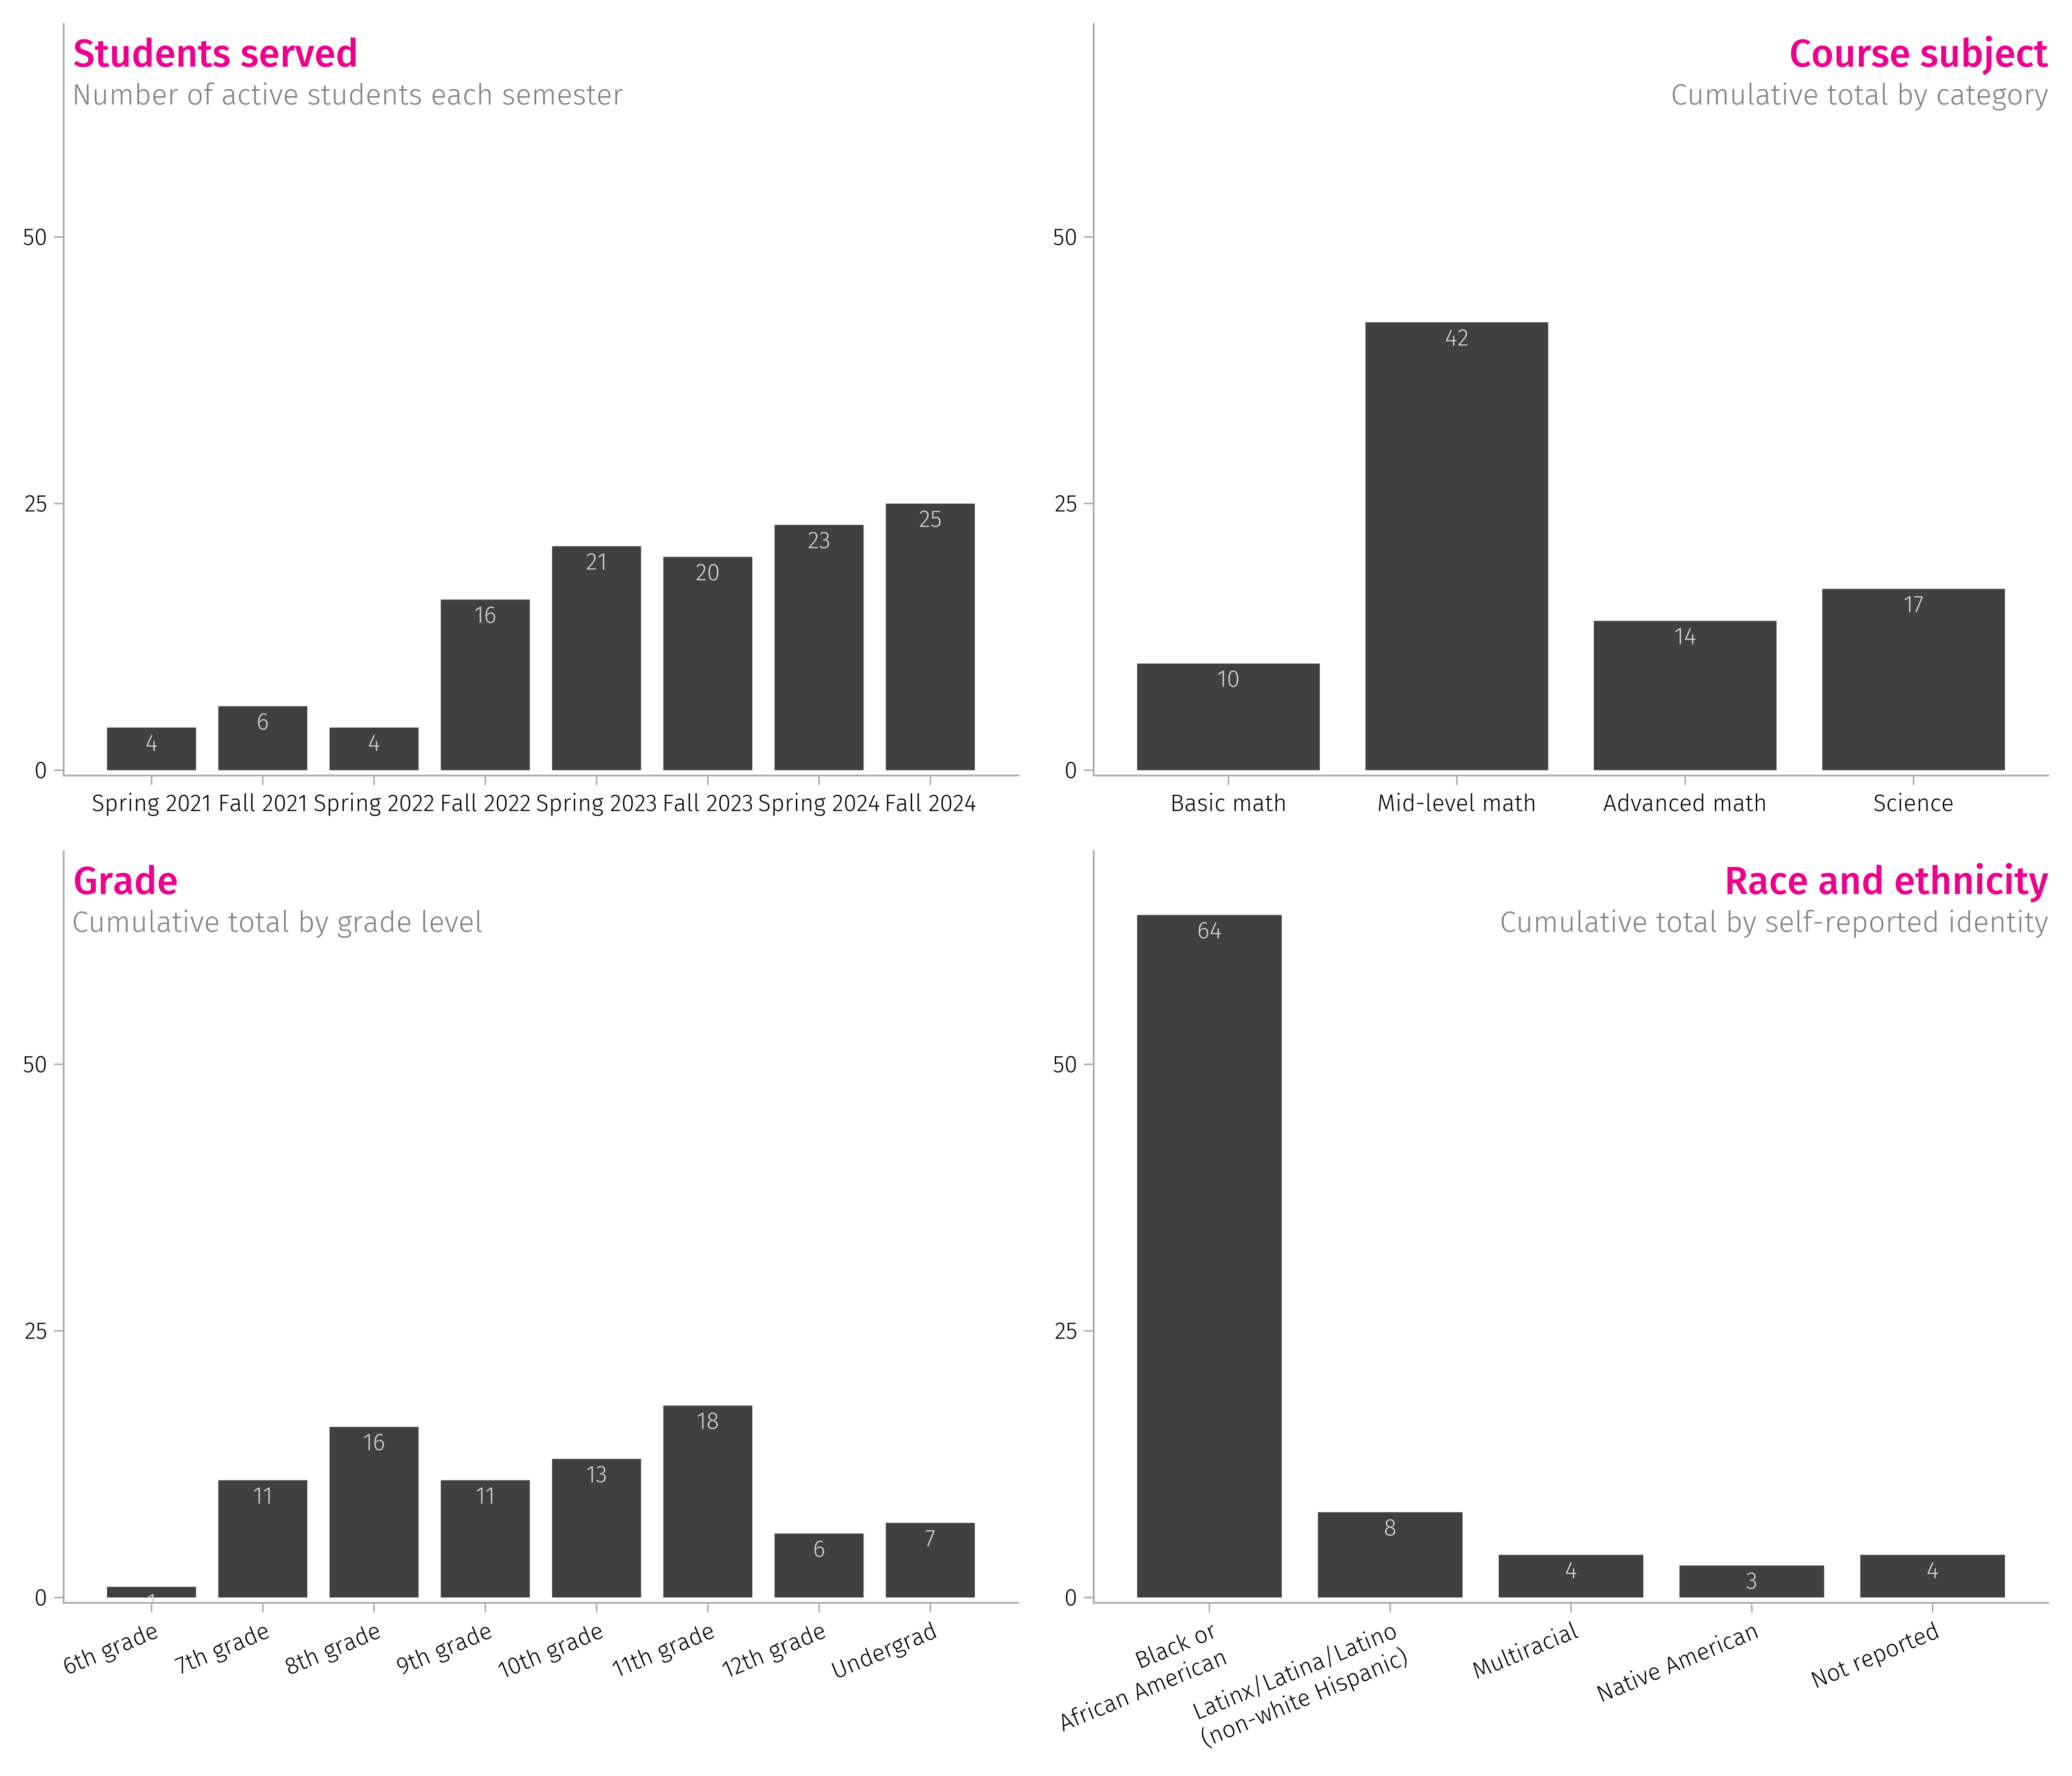 Students served
Number of active students each semester
50
25
0
4
6
4
16
21
20
23
25
Spring 2021 Fall 2021 Spring 2022 Fall 2022 Spring 2023 Fall 2023 Spring 2024 Fall 2024
Course subject
Cumulative total by category
50
25
0
10
42
14
17
Basic math Mid-level math Advanced math Science
Grade
Cumulative total by grade level
50
25
0
1
11
16
11
13
18
6
7
6th grade
7th grade
8th grade
9th grade
10th grade
11th grade
12th grade
Undergrad
Race and ethnicity
Cumulative total by self-reported identity
50
25
0
64
8
4
3
4
Black or
African American
Latinx/Latina/Latino
(non-white Hispanic)
Multiracial
Native American
Not reported